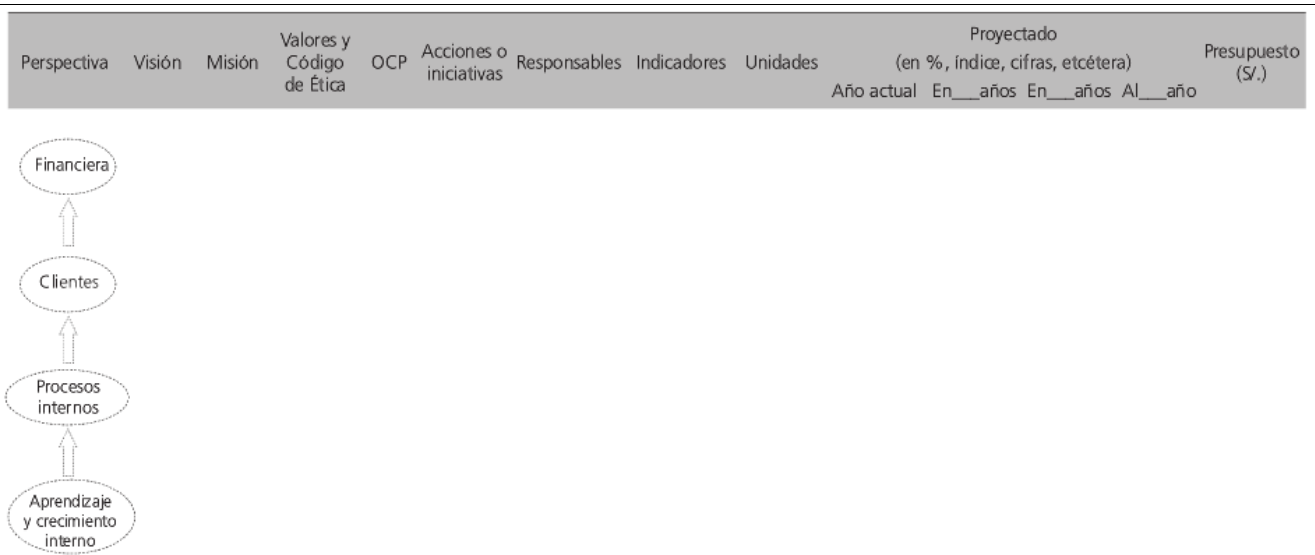 Perspectiva Visión Misión Valores y Código de Ética OCP Acciones o iniciativas Responsables Indicadores Unidades Proyectado (en %, índice, cifras, etcétera) Presupuesto (S/.)
Año actual En___años En___años Al___año
Financiera
Clientes
Procesos
internos
Aprendizaje
y crecimiento
interno